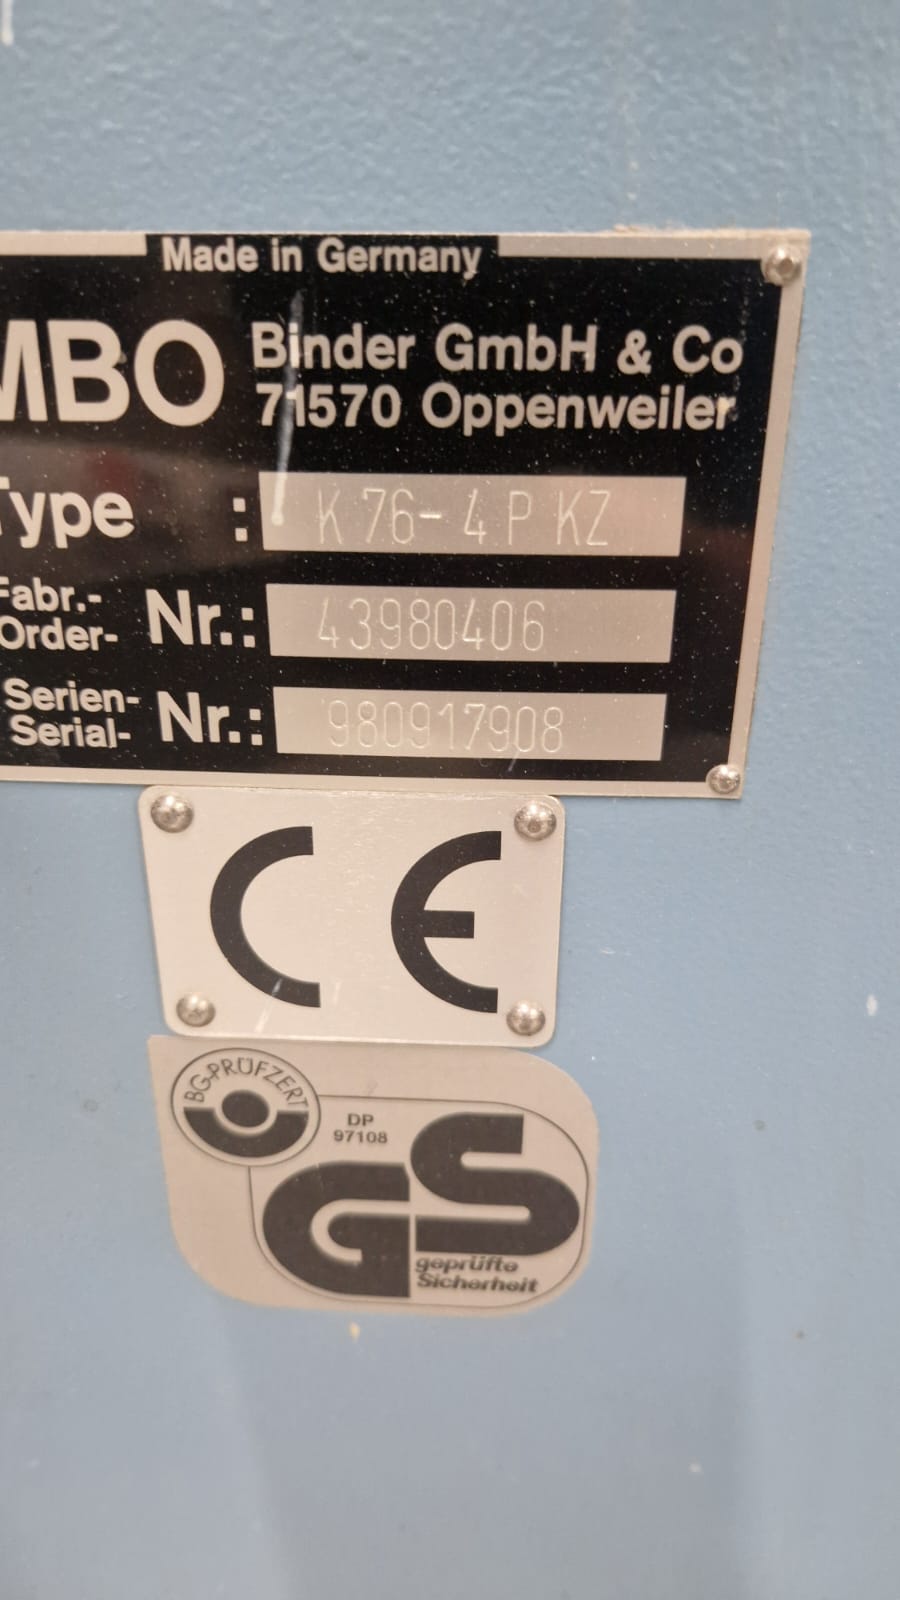 Made in Germany
MBO Binder GmbH & Co
71570 Oppenweiler
Type : K 76-4 P KZ
Fabr.-
Order- Nr.: 43980406
Serien-
Serial- Nr.: 980917908
CE
BG-PRÜFZERT
DP
97108
GS
geprüfte
Sicherheit